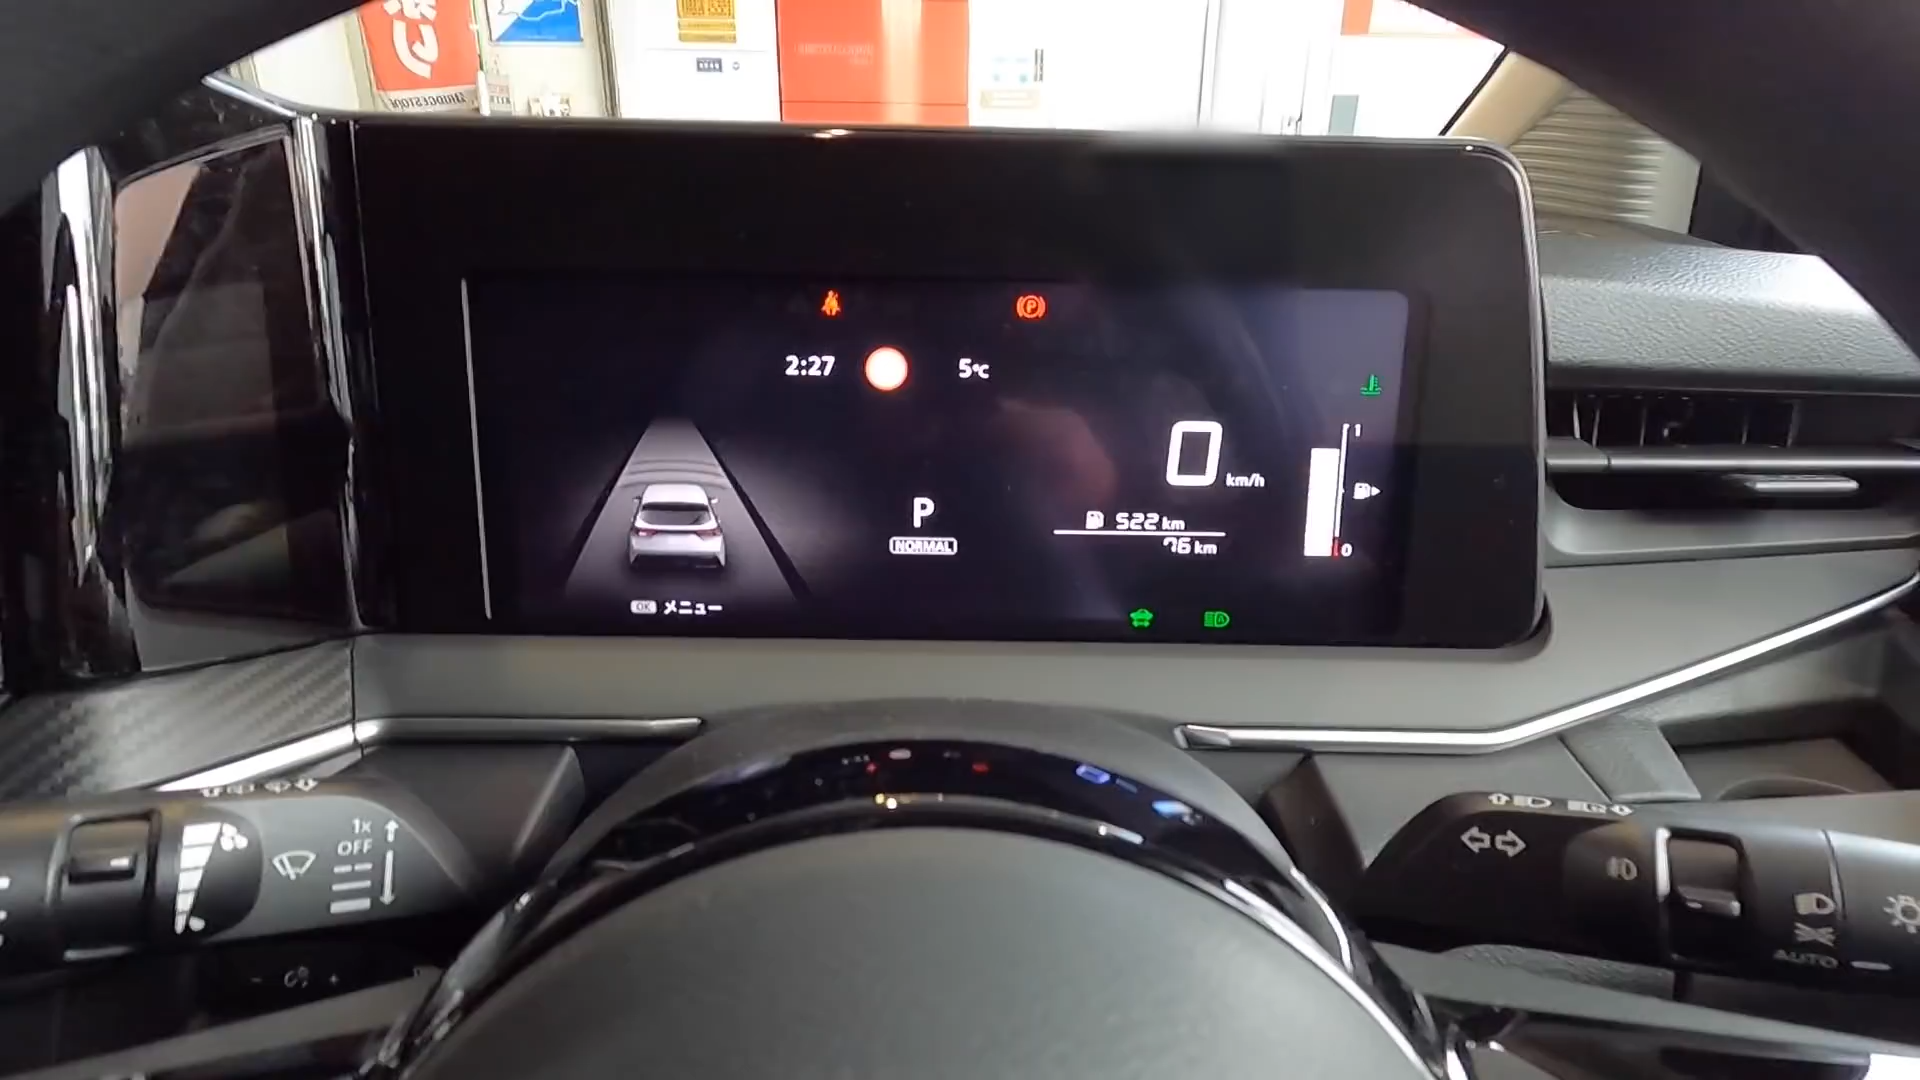 BRIDGESTONE
2:27
5℃
0 km/h
1
P
NORMAL
522 km
76 km
0
OK メニュー
1x
OFF
- +
A
AUTO